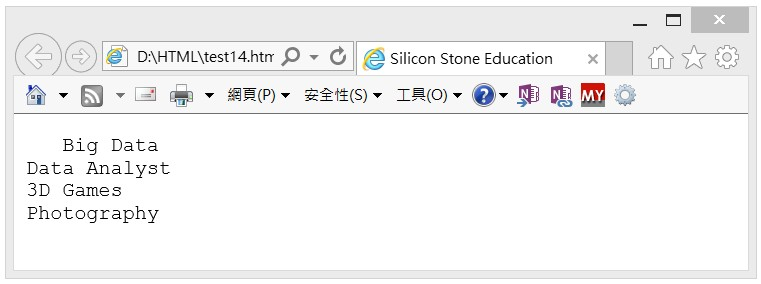 D:\HTML\test14.htm
Silicon Stone Education
網頁(P) 安全性(S) 工具(O) ? N N MY
Big Data
Data Analyst
3D Games
Photography